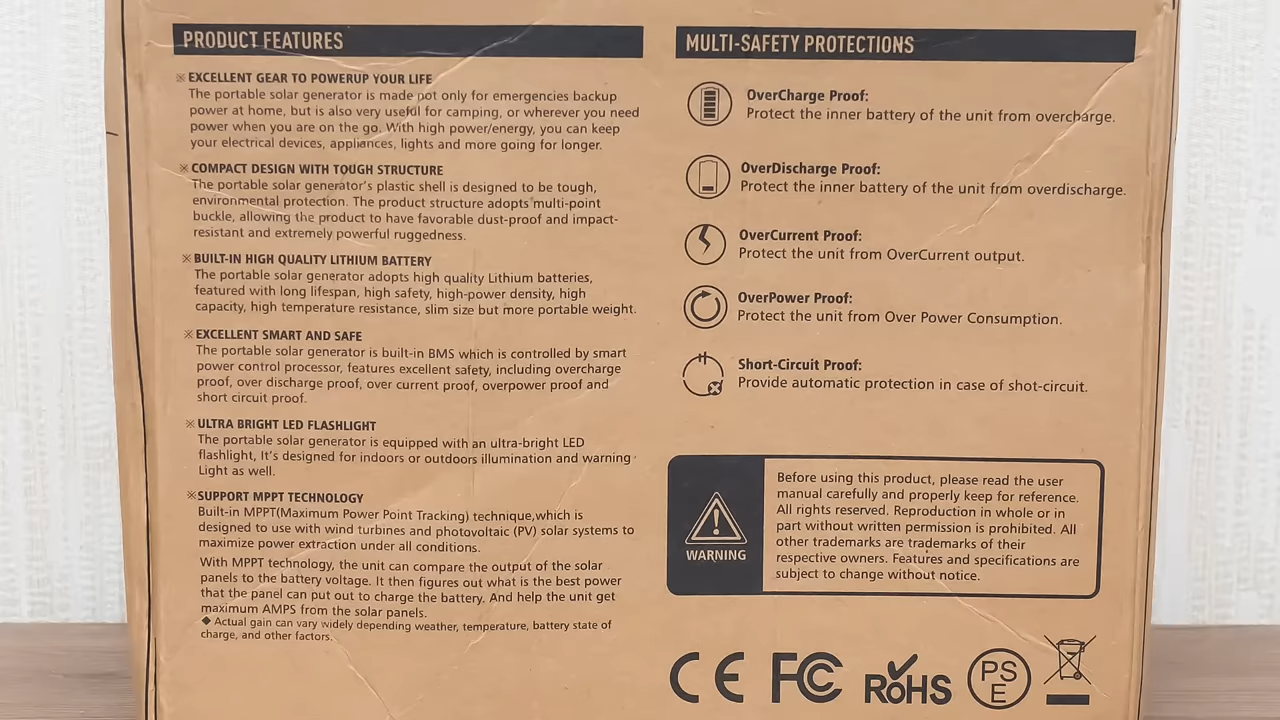 PRODUCT FEATURES
※ EXCELLENT GEAR TO POWERUP YOUR LIFE
The portable solar generator is made not only for emergencies backup
power at home, but is also very useful for camping, or wherever you need
power when you are on the go. With high power/energy, you can keep
your electrical devices, appliances, lights and more going for longer.
※ COMPACT DESIGN WITH TOUGH STRUCTURE
The portable solar generator's plastic shell is designed to be tough,
environmental protection. The product structure adopts multi-point
buckle, allowing the product to have favorable dust-proof and impact-
resistant and extremely powerful ruggedness.
※ BUILT-IN HIGH QUALITY LITHIUM BATTERY
The portable solar generator adopts high quality Lithium batteries,
featured with long lifespan, high safety, high-power density, high
capacity, high temperature resistance, slim size but more portable weight.
※ EXCELLENT SMART AND SAFE
The portable solar generator is built-in BMS which is controlled by smart
power control processor, features excellent safety, including overcharge
proof, over discharge proof, over current proof, overpower proof and
short circuit proof.
※ ULTRA BRIGHT LED FLASHLIGHT
The portable solar generator is equipped with an ultra-bright LED
flashlight, It's designed for indoors or outdoors illumination and warning
Light as well.
※ SUPPORT MPPT TECHNOLOGY
Built-in MPPT(Maximum Power Point Tracking) technique,which is
designed to use with wind turbines and photovoltaic (PV) solar systems to
maximize power extraction under all conditions.
With MPPT technology, the unit can compare the output of the solar
panels to the battery voltage. It then figures out what is the best power
that the panel can put out to charge the battery. And help the unit get
maximum AMPS from the solar panels.
◆ Actual gain can vary widely depending weather, temperature, battery state of
charge, and other factors.
MULTI-SAFETY PROTECTIONS
OverCharge Proof:
Protect the inner battery of the unit from overcharge.
OverDischarge Proof:
Protect the inner battery of the unit from overdischarge.
OverCurrent Proof:
Protect the unit from OverCurrent output.
OverPower Proof:
Protect the unit from Over Power Consumption.
Short-Circuit Proof:
Provide automatic protection in case of shot-circuit.
WARNING
Before using this product, please read the user
manual carefully and properly keep for reference.
All rights reserved. Reproduction in whole or in
part without written permission is prohibited. All
other trademarks are trademarks of their
respective owners. Features and specifications are
subject to change without notice.
CE FC RoHS PS E